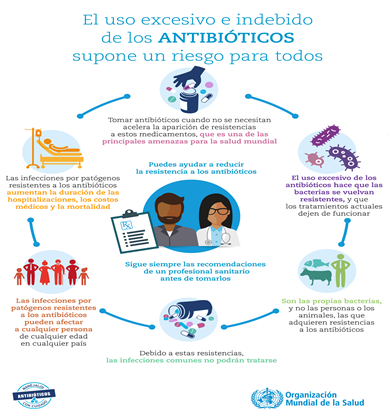 El uso excesivo e indebido
de los ANTIBIÓTICOS
supone un riesgo para todos
Tomar antibióticos cuando no se necesitan
acelera la aparición de resistencias
a estos medicamentos, que es una de las
principales amenazas para la salud mundial
Las infecciones por patógenos
resistentes a los antibióticos
aumentan la duración de las
hospitalizaciones, los costos
médicos y la mortalidad
Puedes ayudar a reducir
la resistencia a los antibióticos
El uso excesivo de los
antibióticos hace que las
bacterias se vuelvan
resistentes, y que
los tratamientos actuales
dejen de funcionar
Sigue siempre las recomendaciones
de un profesional sanitario
antes de tomarlos
Las infecciones por
patógenos resistentes
a los antibióticos
pueden afectar
a cualquier persona
de cualquier edad
en cualquier país
Son las propias bacterias,
y no las personas o los
animales, las que
adquieren resistencias
a los antibióticos
Debido a estas resistencias,
las infecciones comunes no podrán tratarse
ANTIBIÓTICOS
Organización
Mundial de la Salud